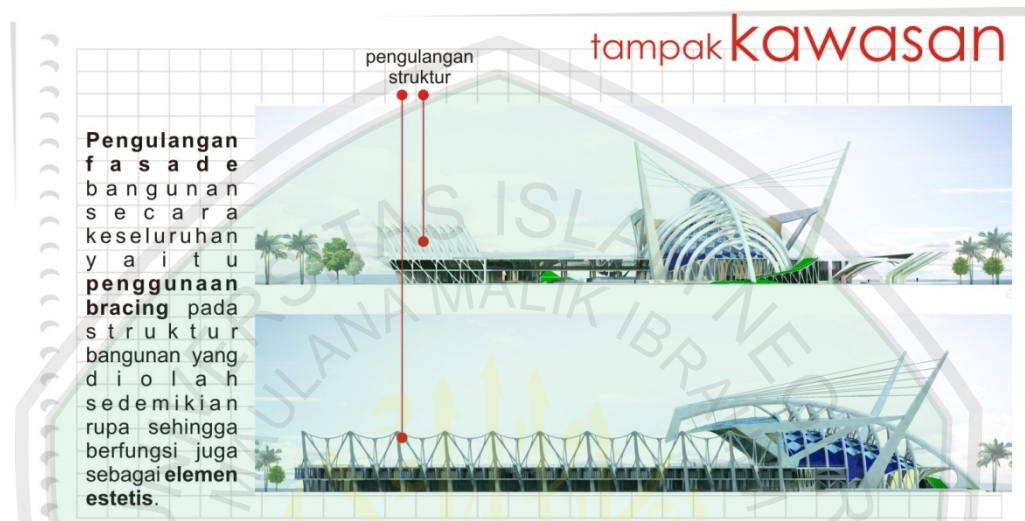 tampak kawasan
pengulangan
struktur
Pengulangan
fasade
bangunan
secara
keseluruhan
yaitu
penggunaan
bracing pada
struktur
bangunan yang
diolah
sedemikian
rupa sehingga
berfungsi juga
sebagai elemen
estetis.